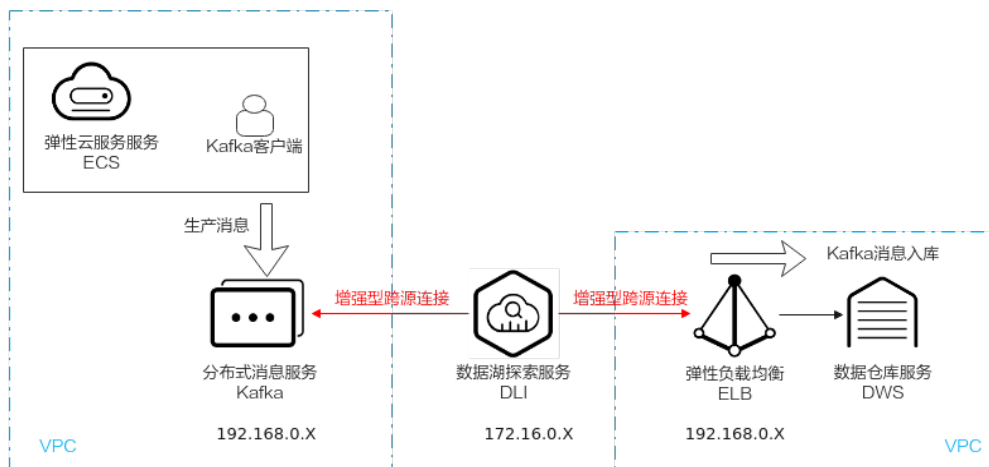 弹性云服务服务
ECS
Kafka客户端
生产消息
Kafka消息入库
增强型跨源连接
增强型跨源连接
分布式消息服务
Kafka
数据湖探索服务
DLI
弹性负载均衡
ELB
数据仓库服务
DWS
192.168.0.X
172.16.0.X
192.168.0.X
VPC
VPC